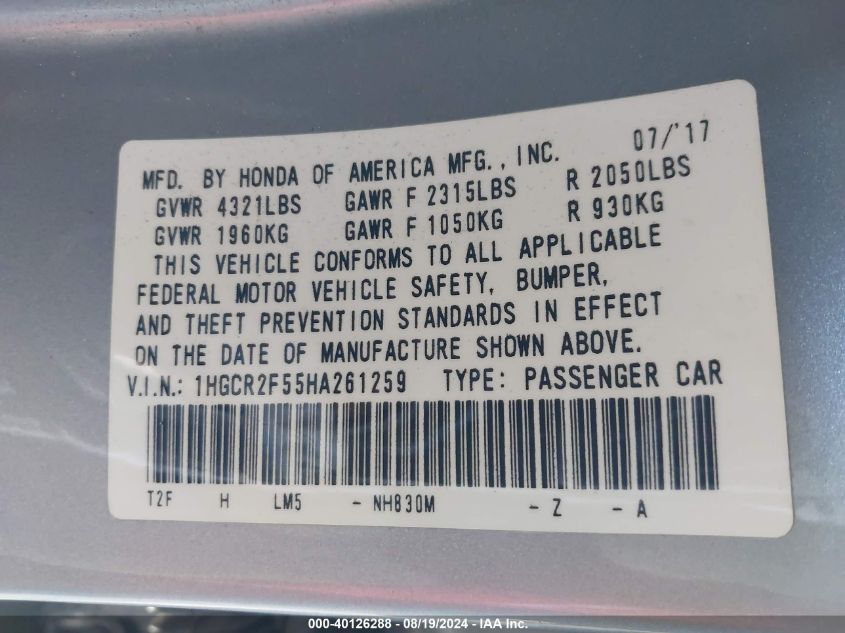 MFD. BY HONDA OF AMERICA MFG., INC. 07/'17
GVWR 4321LBS GAWR F 2315LBS R 2050LBS
GVWR 1960KG GAWR F 1050KG R 930KG
THIS VEHICLE CONFORMS TO ALL APPLICABLE
FEDERAL MOTOR VEHICLE SAFETY, BUMPER,
AND THEFT PREVENTION STANDARDS IN EFFECT
ON THE DATE OF MANUFACTURE SHOWN ABOVE.
V.I.N.: 1HGCR2F55HA261259 TYPE: PASSENGER CAR
T2F H LM5 - NH830M - Z - A
000-40126288 - 08/19/2024 - IAA Inc.